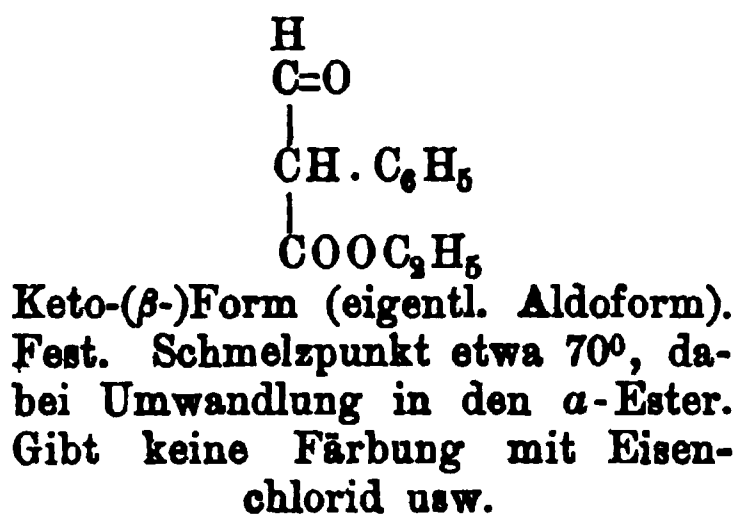 H
C=O
CH . C₆H₅
COOC₂H₅
Keto-(β-)Form (eigentl. Aldoform).
Fest. Schmelzpunkt etwa 70⁰, da-
bei Umwandlung in den α-Ester.
Gibt keine Färbung mit Eisen-
chlorid usw.